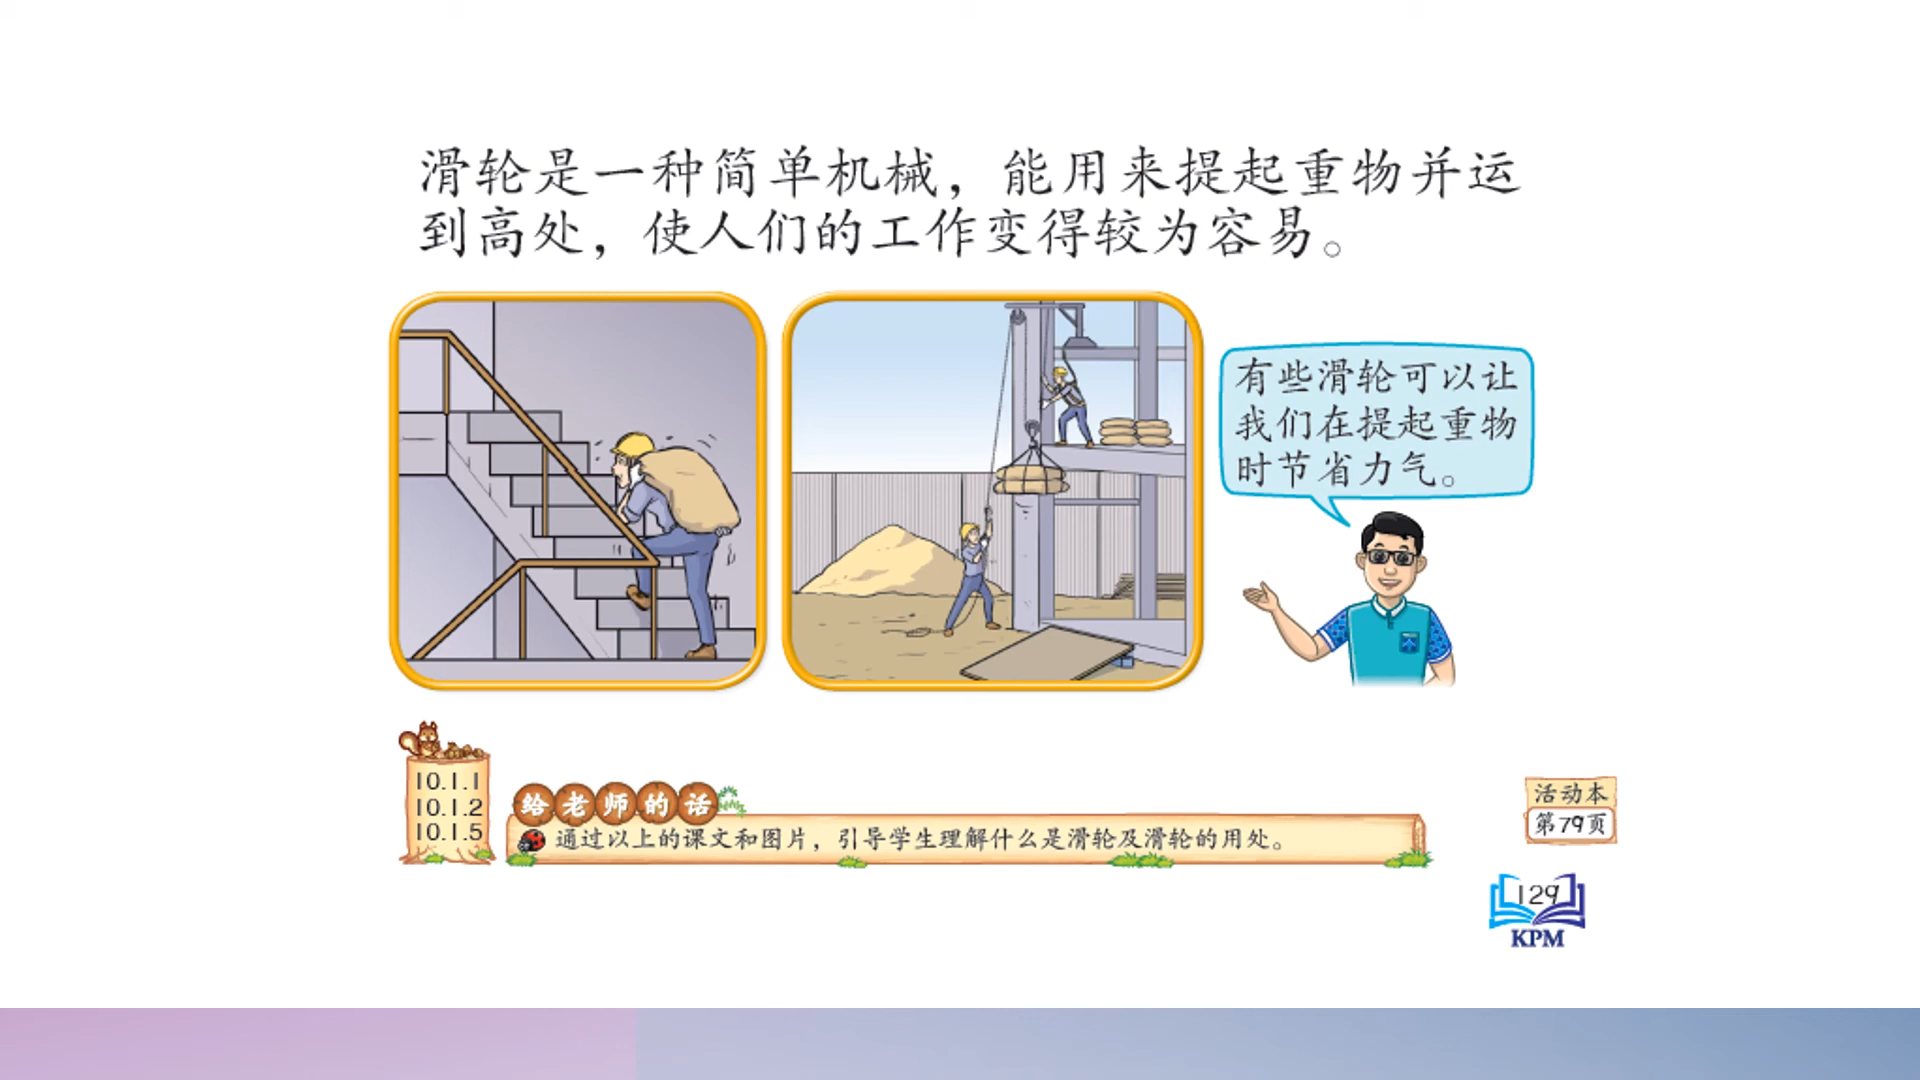 滑轮是一种简单机械，能用来提起重物并运
到高处，使人们的工作变得较为容易。
有些滑轮可以让
我们在提起重物
时节省力气。
10.1.1
10.1.2
10.1.5
给老师的话
通过以上的课文和图片，引导学生理解什么是滑轮及滑轮的用处。
活动本
第79页
129
KPM